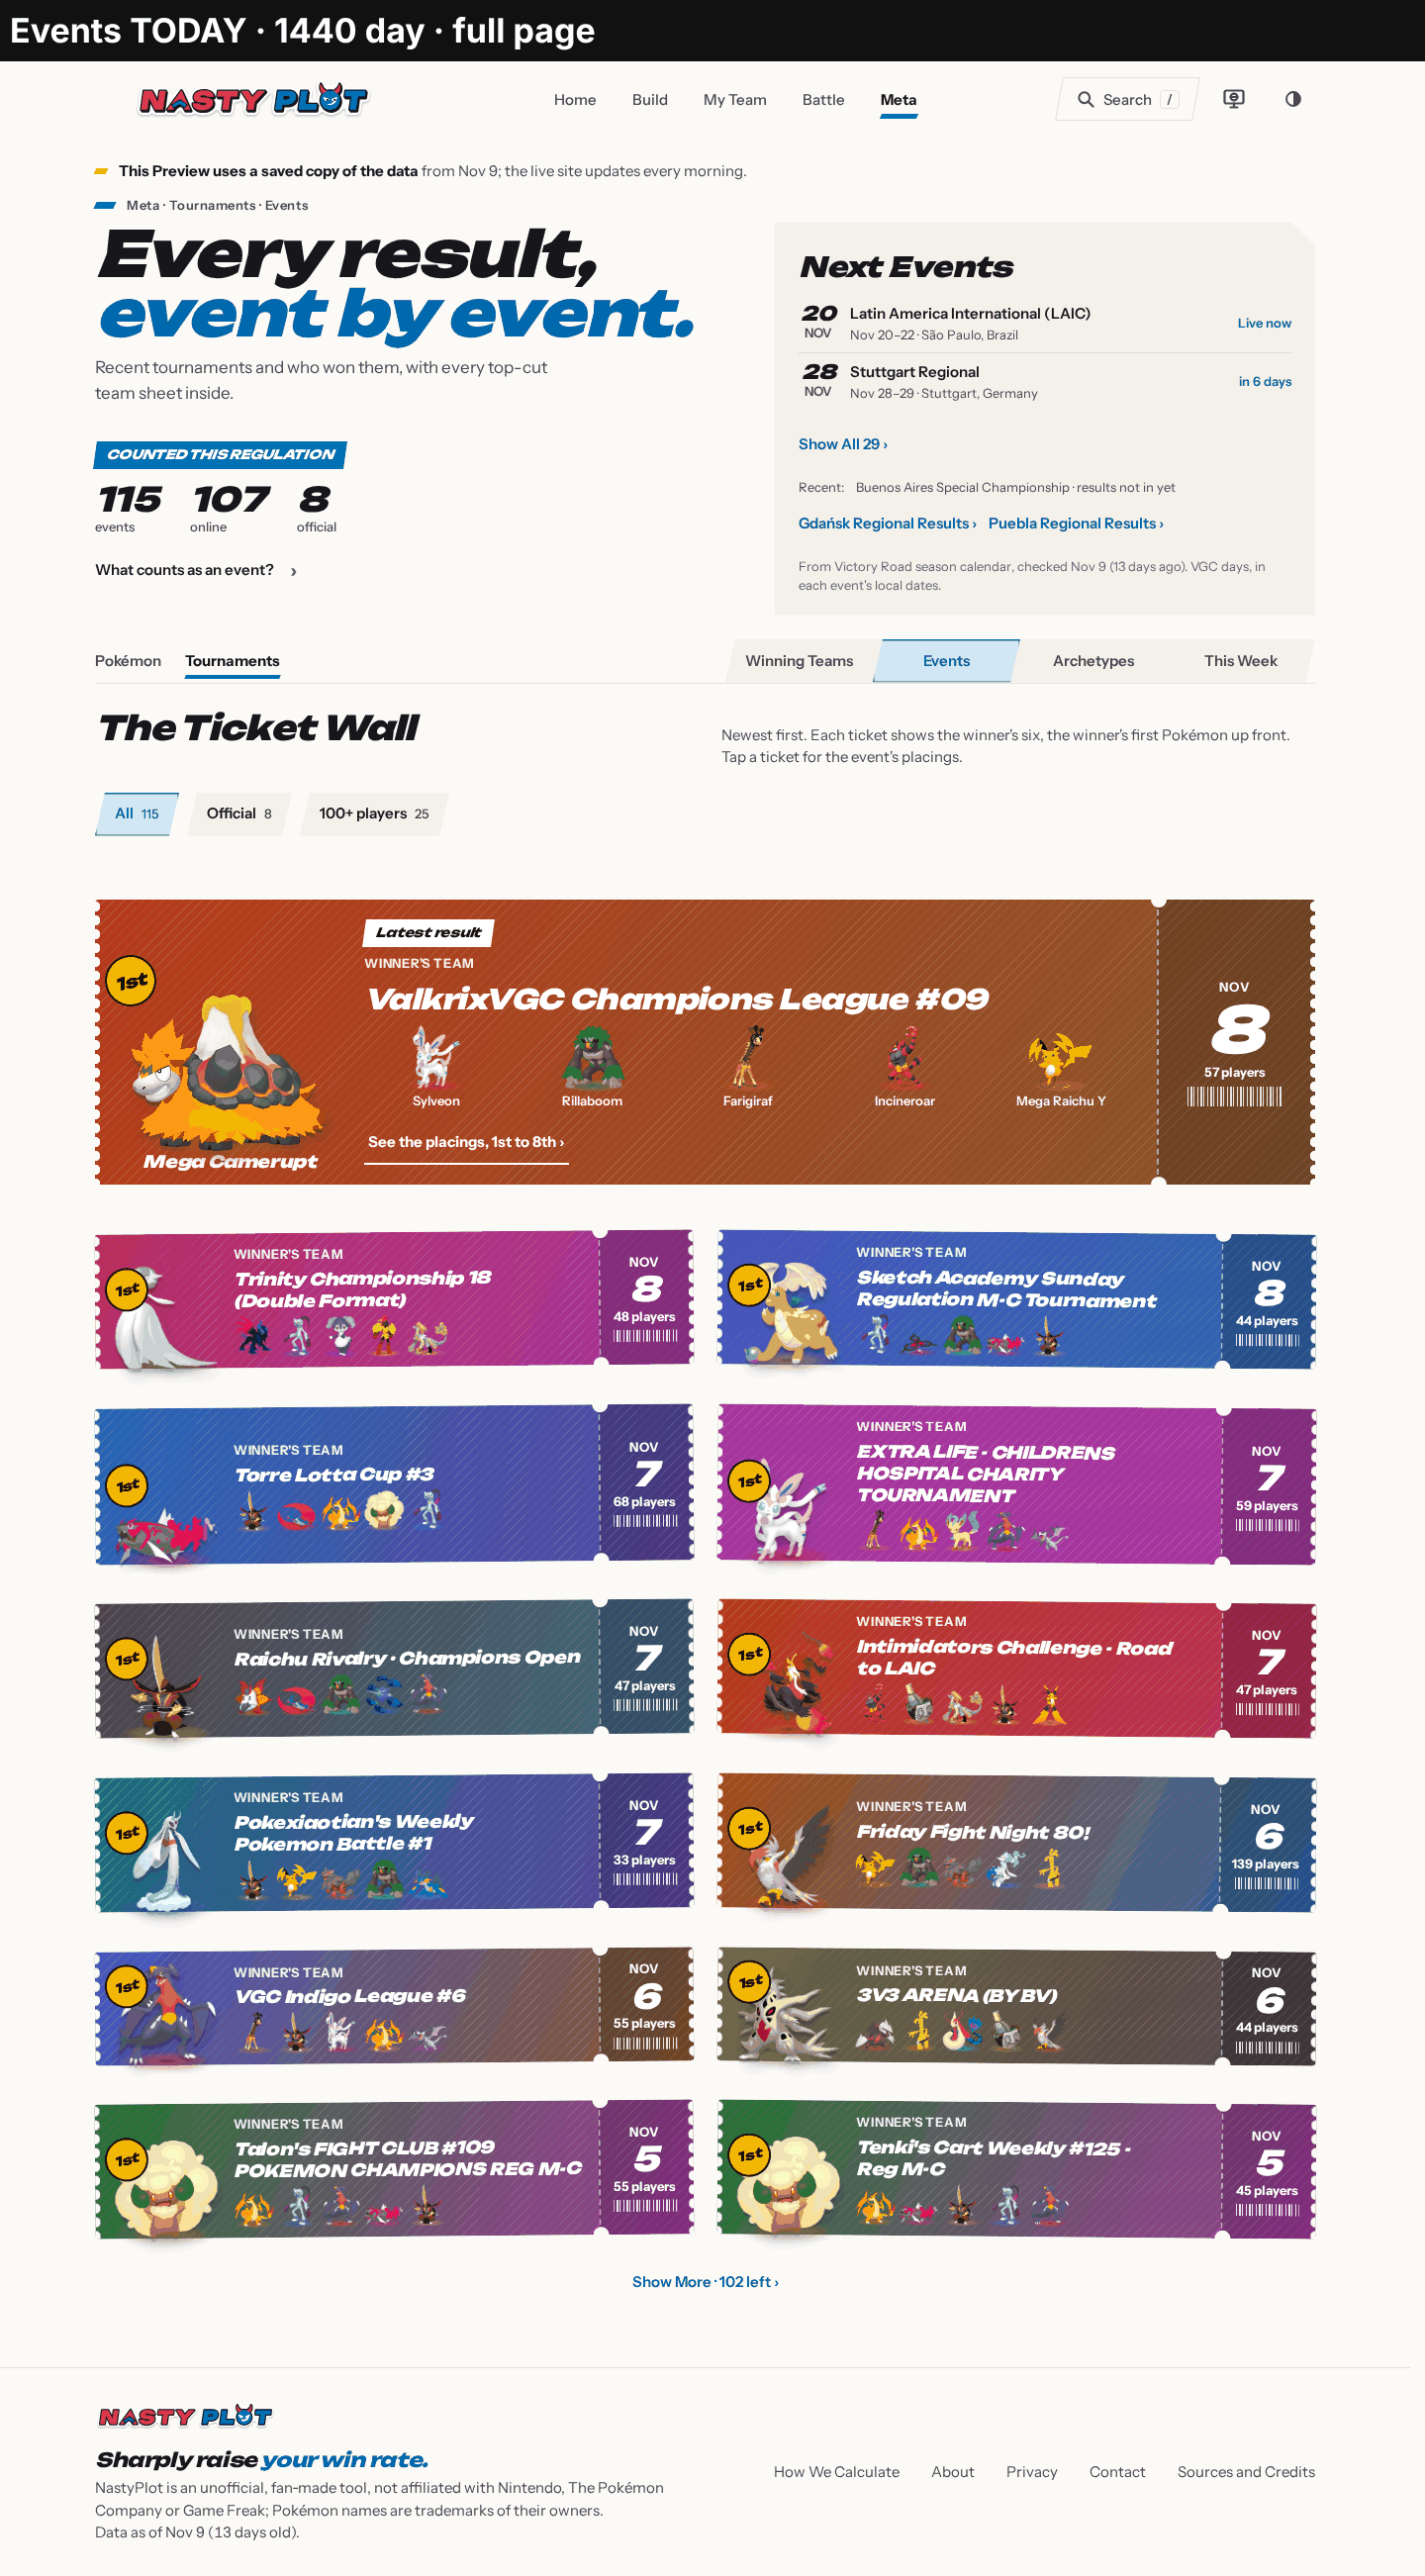 Events TODAY · 1440 day · full page
NASTY PLOT
Home
Build
My Team
Battle
Meta
Search /
This Preview uses a saved copy of the data from Nov 9; the live site updates every morning.
Meta · Tournaments · Events
Every result,
event by event.
Recent tournaments and who won them, with every top-cut
team sheet inside.
COUNTED THIS REGULATION
115 107 8
events online official
What counts as an event? ›
Next Events
20 NOV
Latin America International (LAIC)
Nov 20–22 · São Paulo, Brazil
Live now
28 NOV
Stuttgart Regional
Nov 28–29 · Stuttgart, Germany
in 6 days
Show All 29 ›
Recent: Buenos Aires Special Championship · results not in yet
Gdańsk Regional Results › Puebla Regional Results ›
From Victory Road season calendar, checked Nov 9 (13 days ago). VGC days, in
each event's local dates.
Pokémon
Tournaments
Winning Teams
Events
Archetypes
This Week
The Ticket Wall
Newest first. Each ticket shows the winner's six, the winner's first Pokémon up front.
Tap a ticket for the event's placings.
All 115
Official 8
100+ players 25
1st
Mega Camerupt
Latest result
WINNER'S TEAM
ValkrixVGC Champions League #09
Sylveon
Rillaboom
Farigiraf
Incineroar
Mega Raichu Y
See the placings, 1st to 8th ›
NOV
8
57 players
1st
WINNER'S TEAM
Trinity Championship 18
(Double Format)
NOV
8
48 players
1st
WINNER'S TEAM
Sketch Academy Sunday
Regulation M-C Tournament
NOV
8
44 players
1st
WINNER'S TEAM
Torre Lotta Cup #3
NOV
7
68 players
1st
WINNER'S TEAM
EXTRA LIFE - CHILDRENS
HOSPITAL CHARITY
TOURNAMENT
NOV
7
59 players
1st
WINNER'S TEAM
Raichu Rivalry · Champions Open
NOV
7
47 players
1st
WINNER'S TEAM
Intimidators Challenge - Road
to LAIC
NOV
7
47 players
1st
WINNER'S TEAM
Pokexiaotian's Weekly
Pokemon Battle #1
NOV
7
33 players
1st
WINNER'S TEAM
Friday Fight Night 80!
NOV
6
139 players
1st
WINNER'S TEAM
VGC Indigo League #6
NOV
6
55 players
1st
WINNER'S TEAM
3V3 ARENA (BY BV)
NOV
6
44 players
1st
WINNER'S TEAM
Talon's FIGHT CLUB #109
POKEMON CHAMPIONS REG M-C
NOV
5
55 players
1st
WINNER'S TEAM
Tenki's Cart Weekly #125 -
Reg M-C
NOV
5
45 players
Show More · 102 left ›
NASTY PLOT
Sharply raise your win rate.
NastyPlot is an unofficial, fan-made tool, not affiliated with Nintendo, The Pokémon
Company or Game Freak; Pokémon names are trademarks of their owners.
Data as of Nov 9 (13 days old).
How We Calculate
About
Privacy
Contact
Sources and Credits